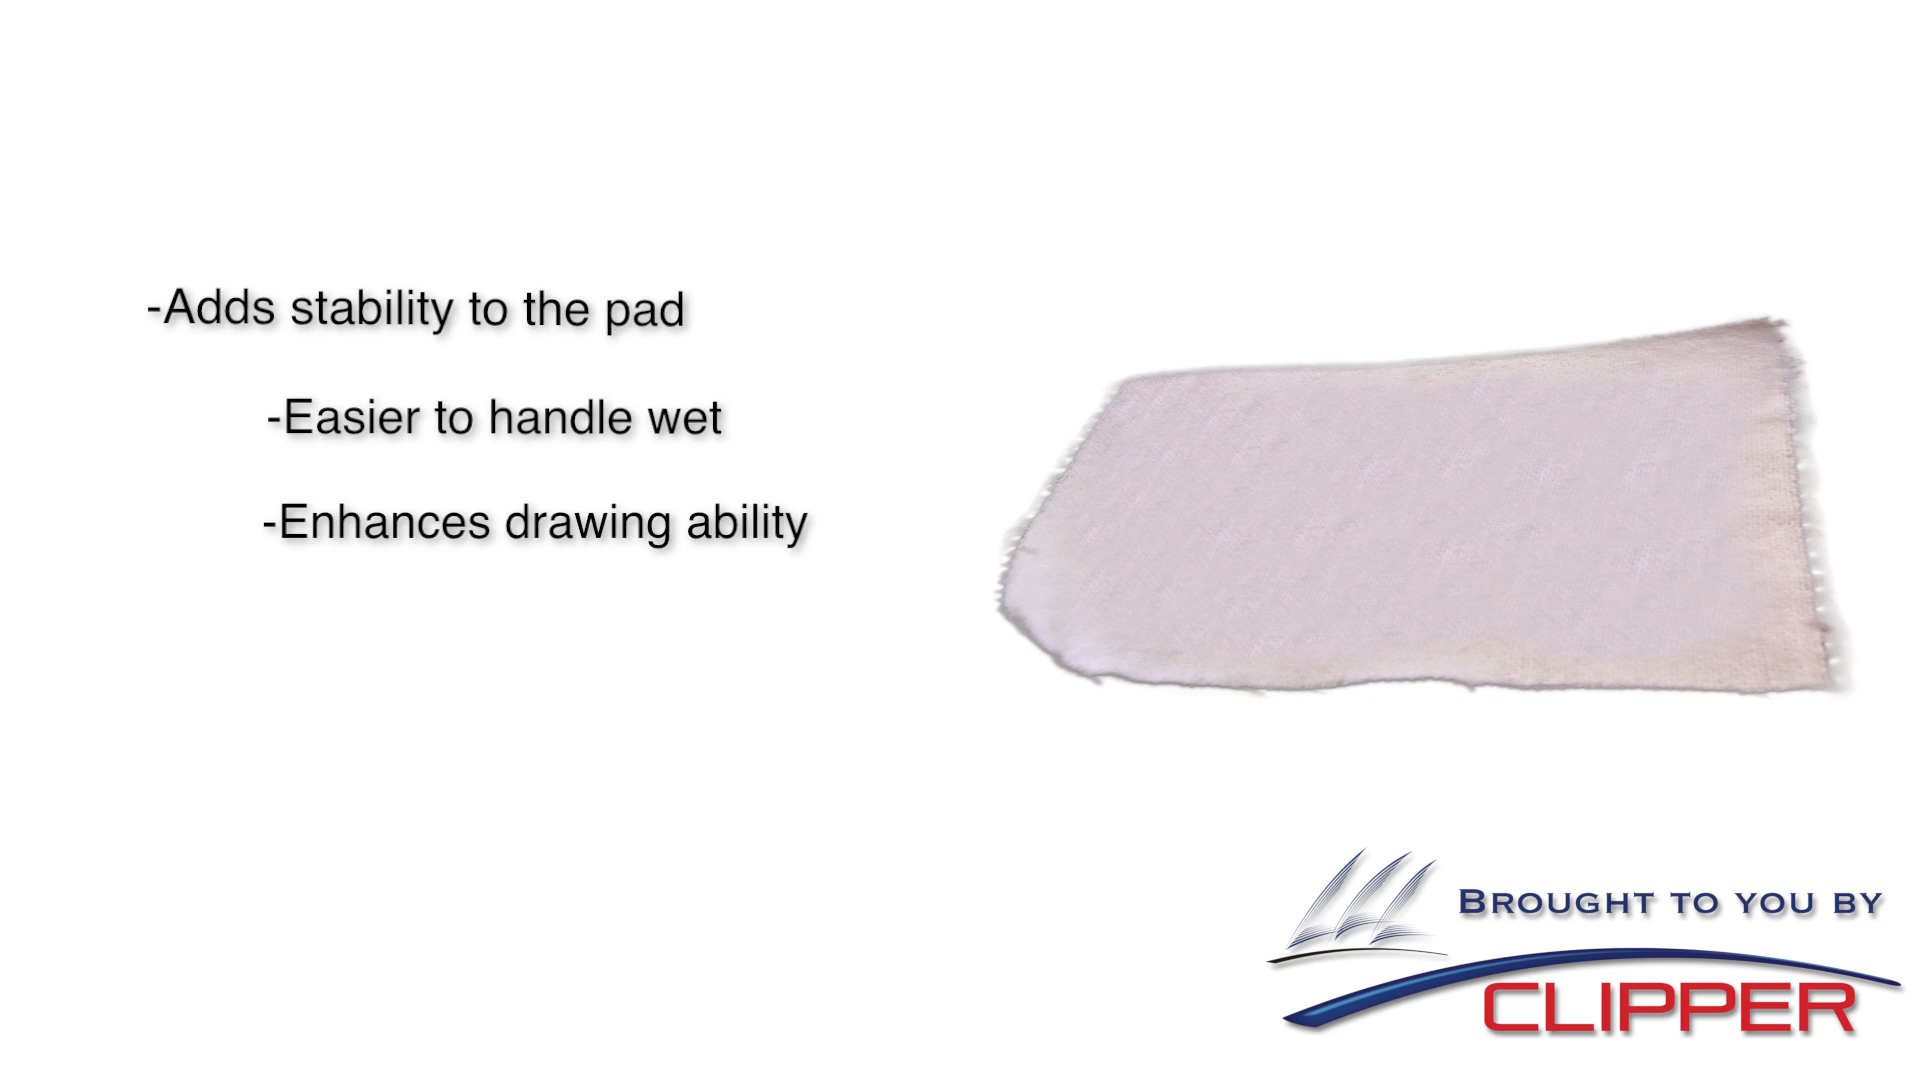 -Adds stability to the pad
-Easier to handle wet
-Enhances drawing ability
BROUGHT TO YOU BY
CLIPPER